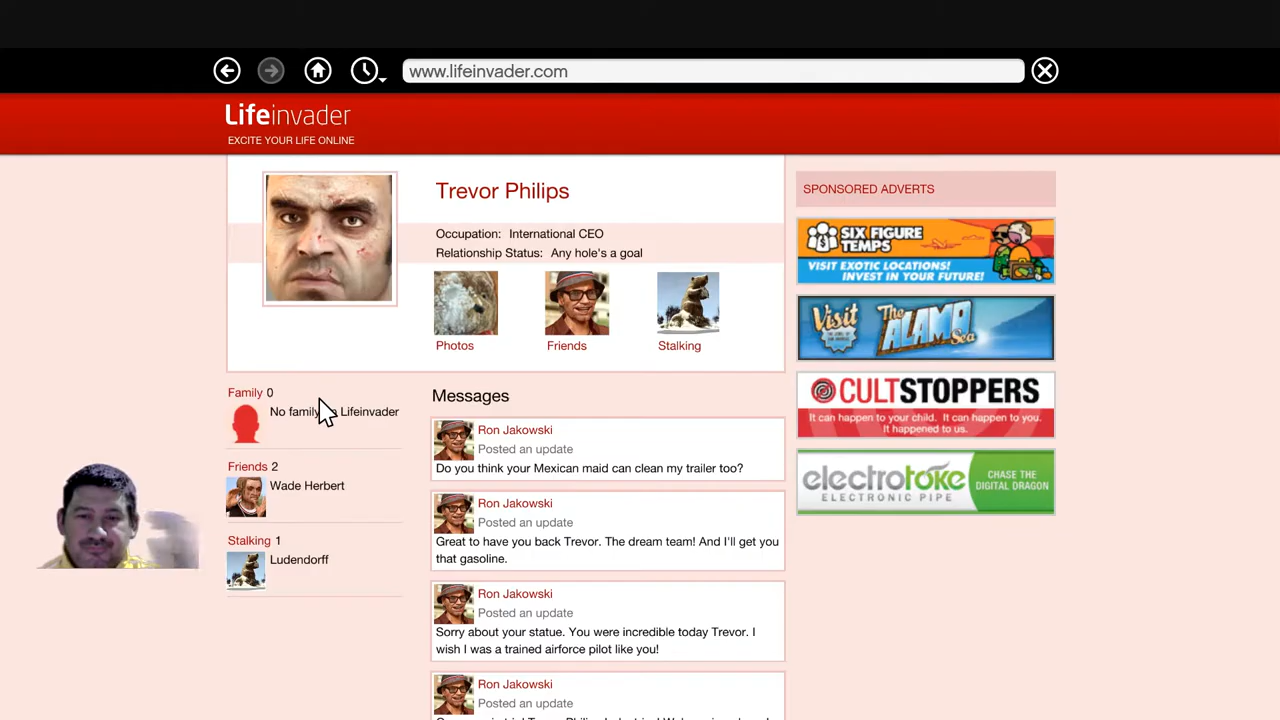 www.lifeinvader.com
Lifeinvader
EXCITE YOUR LIFE ONLINE
Trevor Philips
Occupation: International CEO
Relationship Status: Any hole's a goal
Photos
Friends
Stalking
Family 0
No family Lifeinvader
Friends 2
Wade Herbert
Stalking 1
Ludendorff
Messages
Ron Jakowski
Posted an update
Do you think your Mexican maid can clean my trailer too?
Ron Jakowski
Posted an update
Great to have you back Trevor. The dream team! And I'll get you
that gasoline.
Ron Jakowski
Posted an update
Sorry about your statue. You were incredible today Trevor. I
wish I was a trained airforce pilot like you!
Ron Jakowski
Posted an update
SPONSORED ADVERTS
SIX FIGURE
TEMPS
VISIT EXOTIC LOCATIONS!
INVEST IN YOUR FUTURE!
Visit
The
ALAMO
Sea
CULTSTOPPERS
It can happen to your child. It can happen to you.
It happened to us.
electrotoke
ELECTRONIC PIPE
CHASE THE
DIGITAL DRAGON